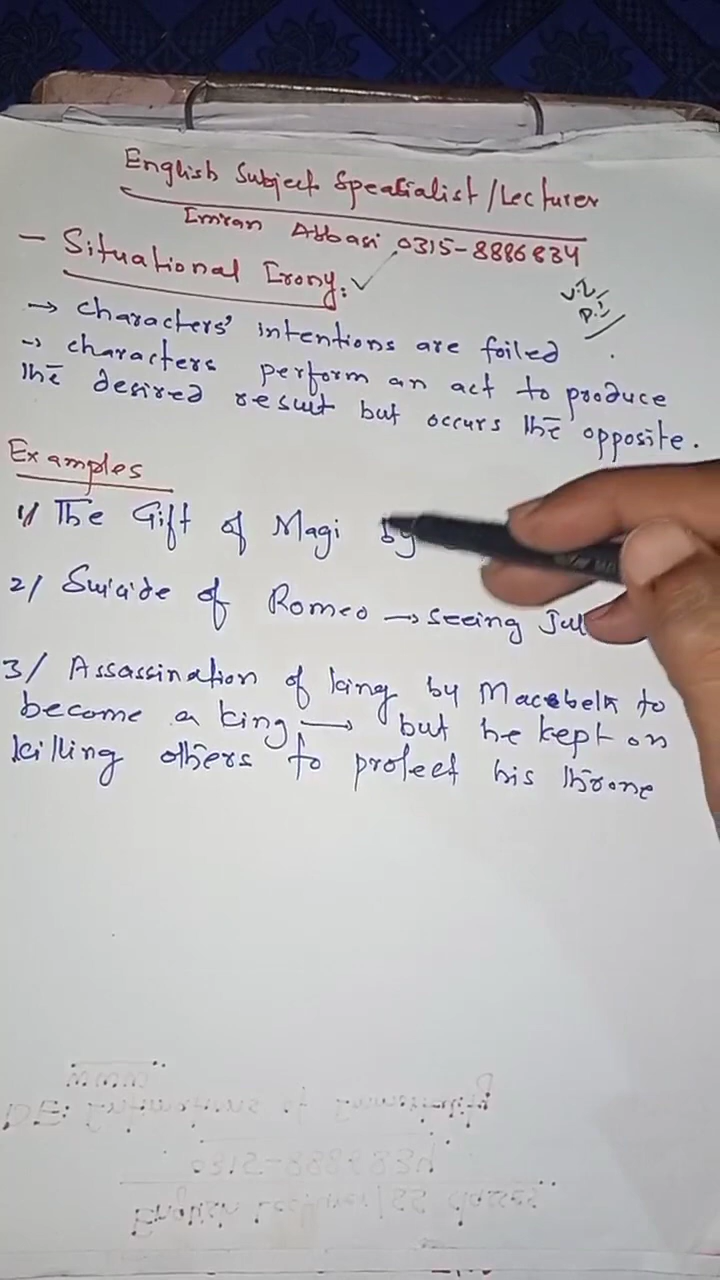 English Subject Specialist/Lecturer
Imran Abbasi 0315-8886834
- Situational Irony:
→ characters' intentions are foiled
→ characters perform an act to produce
the desired result but occurs the opposite.
Examples
1/ The Gift of Magi by
2/ Suicide of Romeo → seeing Jul
3/ Assassination of king by Macbeth to
become a king → but he kept on
killing others to protect his throne